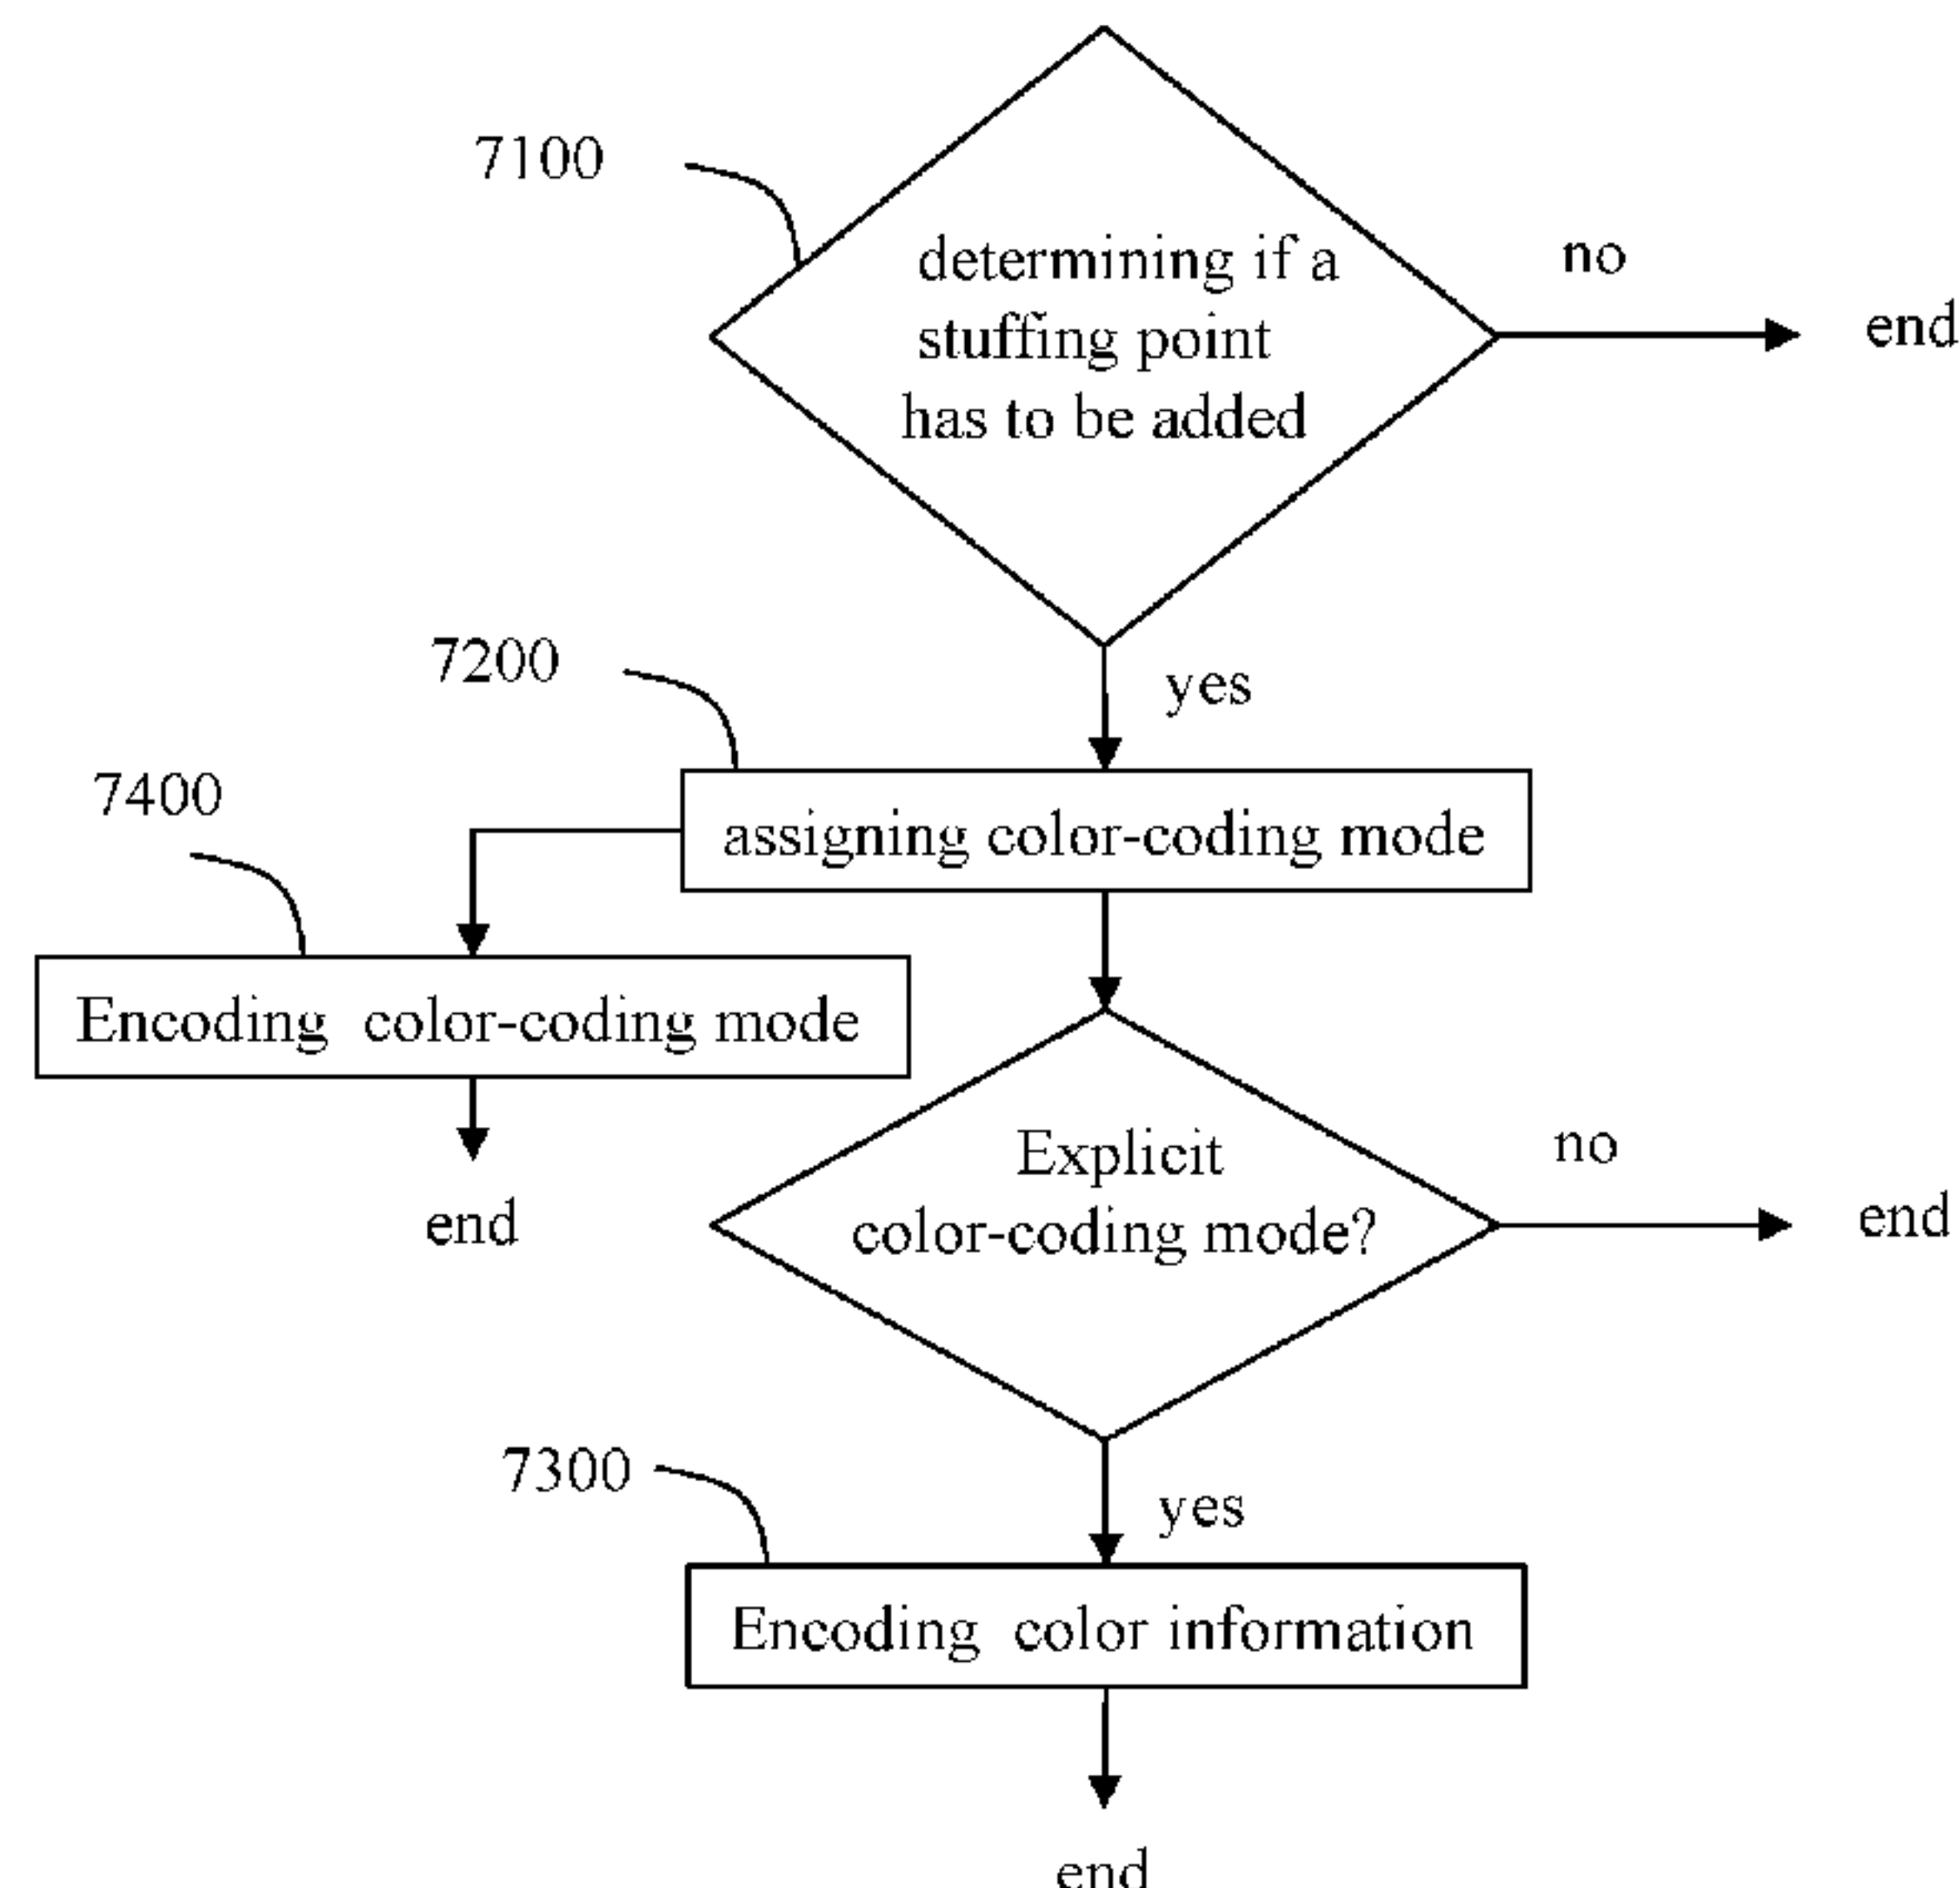 7100
determining if a
stuffing point
has to be added
no
end
yes
7200
assigning color-coding mode
7400
Encoding color-coding mode
end
Explicit
color-coding mode?
no
end
yes
7300
Encoding color information
end